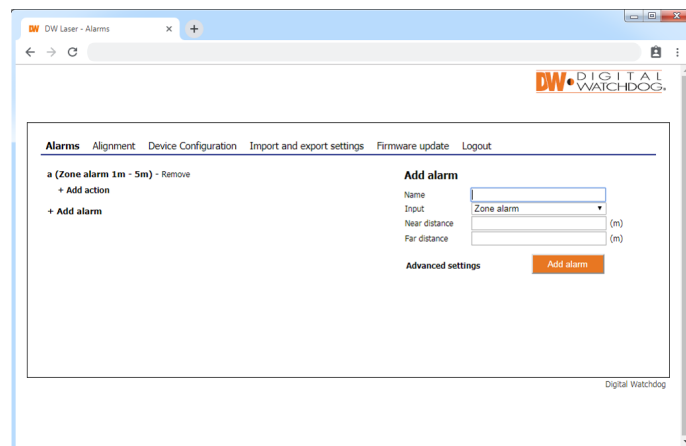 DW DW Laser - Alarms
DW DIGITAL
WATCHDOG.
Alarms Alignment Device Configuration Import and export settings Firmware update Logout
a (Zone alarm 1m - 5m) - Remove
+ Add action
+ Add alarm
Add alarm
Name
Input Zone alarm
Near distance (m)
Far distance (m)
Advanced settings Add alarm
Digital Watchdog